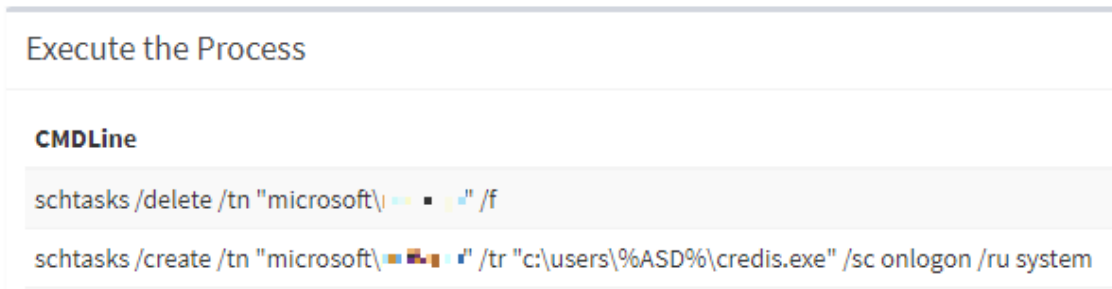 Execute the Process
CMDLine
schtasks /delete /tn "microsoft\ " /f
schtasks /create /tn "microsoft\ " /tr "c:\users\%ASD%\credis.exe" /sc onlogon /ru system